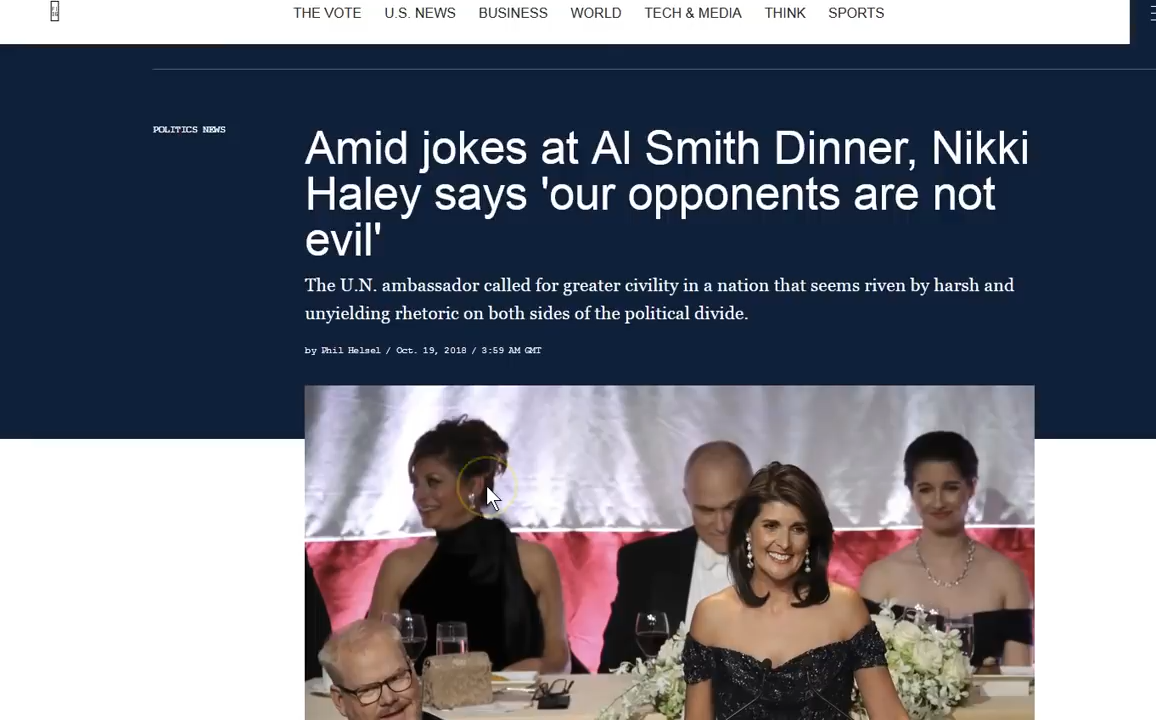 THE VOTE U.S. NEWS BUSINESS WORLD TECH & MEDIA THINK SPORTS
POLITICS NEWS
Amid jokes at Al Smith Dinner, Nikki
Haley says 'our opponents are not
evil'
The U.N. ambassador called for greater civility in a nation that seems riven by harsh and
unyielding rhetoric on both sides of the political divide.
by Phil Helsel / Oct. 19, 2018 / 3:59 AM GMT